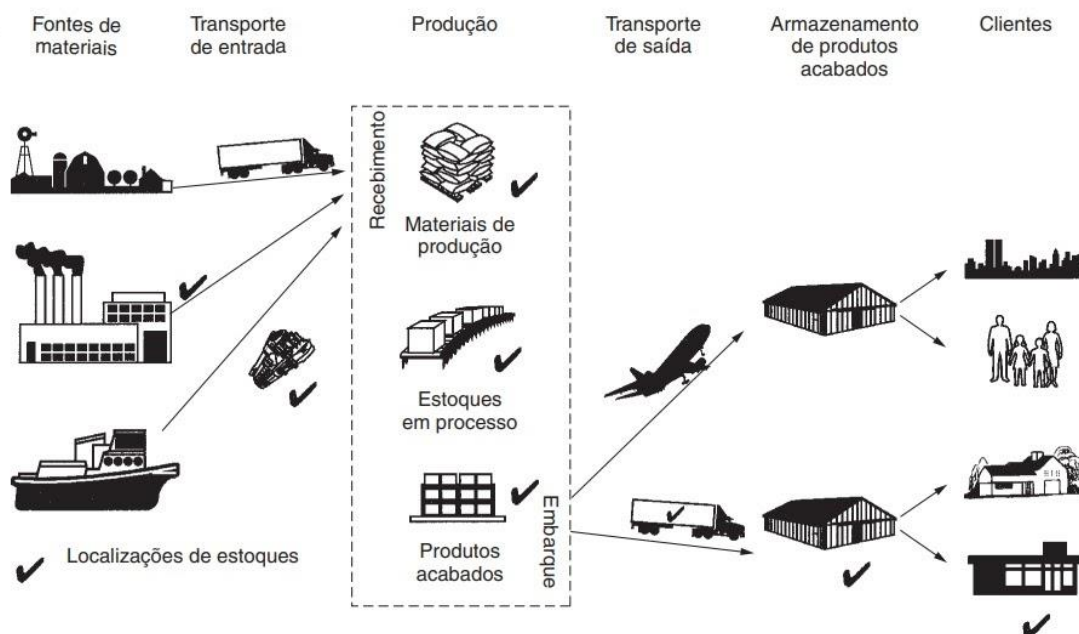 Fontes de
materiais
Transporte
de entrada
Produção
Transporte
de saída
Armazenamento
de produtos
acabados
Clientes
Recebimento
Materiais de
produção
Estoques
em processo
Produtos
acabados
Embarque
Localizações de estoques